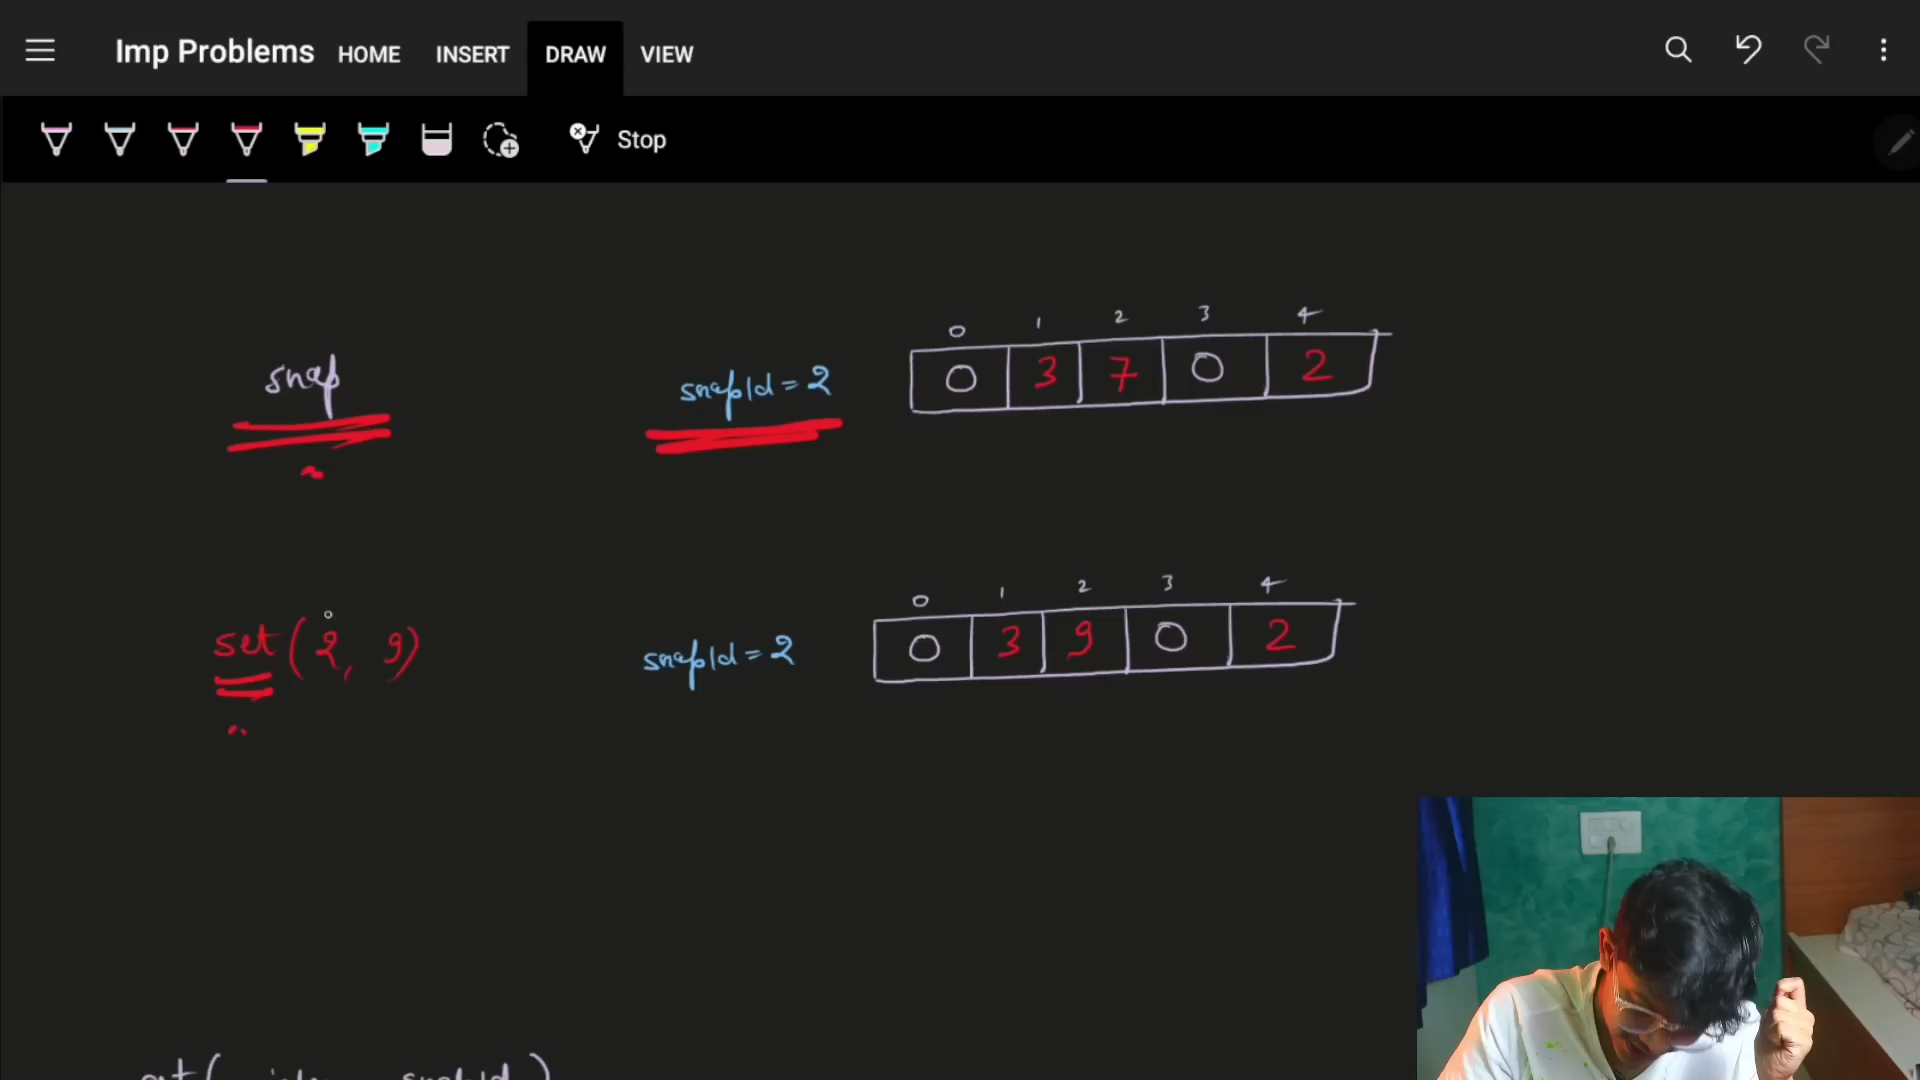 Imp Problems HOME INSERT DRAW VIEW
Stop
0 1 2 3 4
snap snapId = 2 0 3 7 0 2
0 1 2 3 4
set (2, 9) snapId = 2 0 3 9 0 2